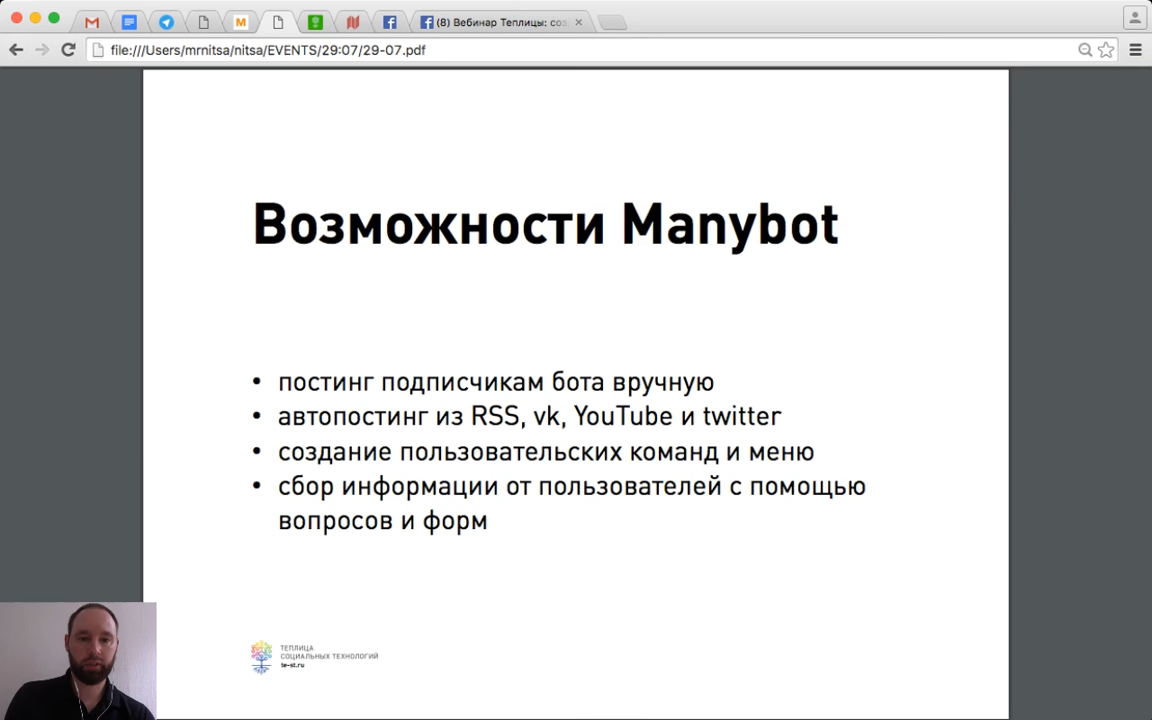 (8) Вебинар Теплицы: соз
file:///Users/mrnitsa/nitsa/EVENTS/29:07/29-07.pdf
Возможности Manybot
• постинг подписчикам бота вручную
• автопостинг из RSS, vk, YouTube и twitter
• создание пользовательских команд и меню
• сбор информации от пользователей с помощью
вопросов и форм
ТЕПЛИЦА
СОЦИАЛЬНЫХ ТЕХНОЛОГИЙ
te-st.ru